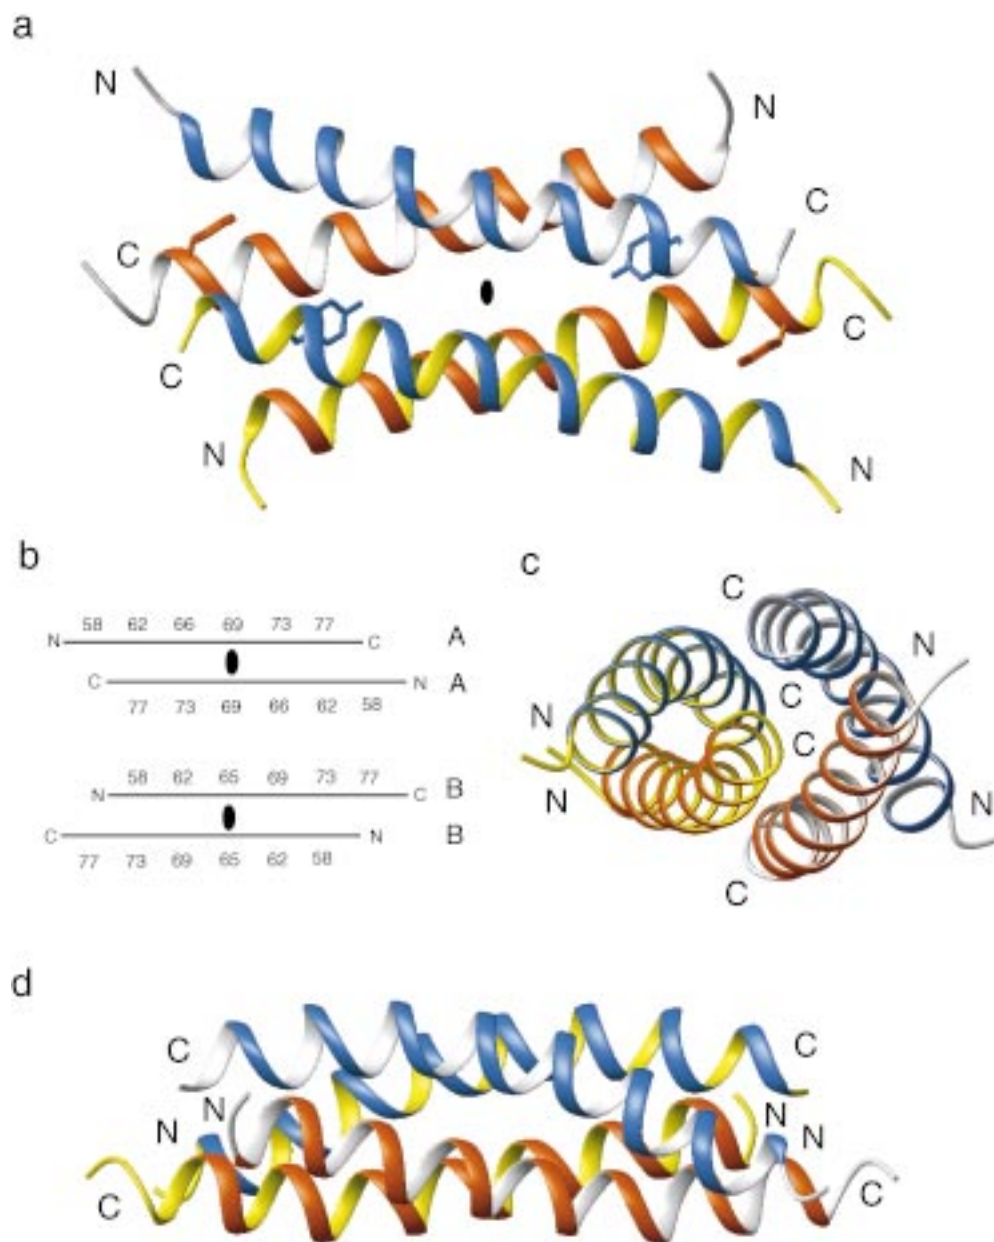 a
N N
C C
C C
N N
b
58 62 66 69 73 77
N C A
C N A
77 73 69 66 62 58
58 62 65 69 73 77
N C B
C N B
77 73 69 65 62 58
c
C
N
N C
C
N N
C
d
C C
N N
N N
C C